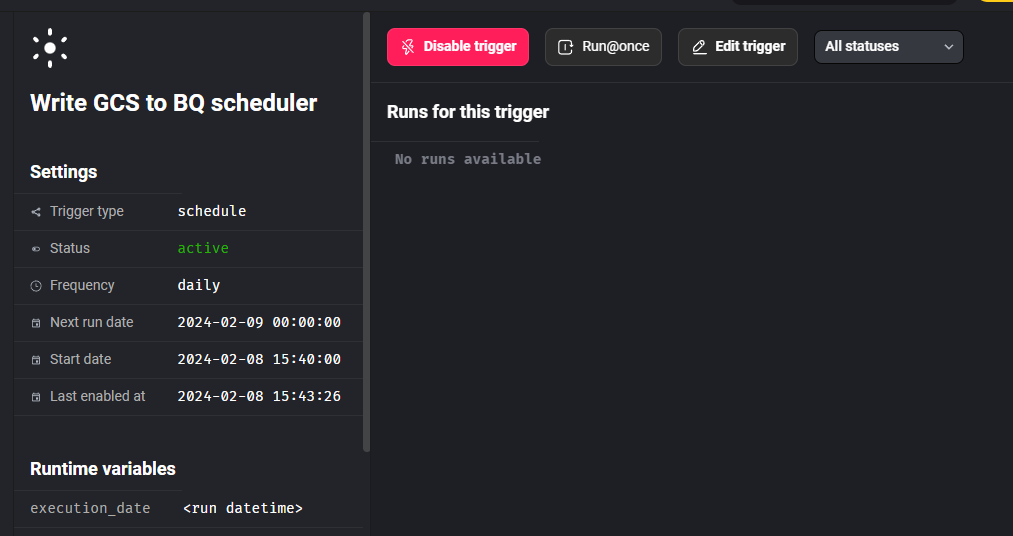 Write GCS to BQ scheduler
Settings
Trigger type schedule
Status active
Frequency daily
Next run date 2024-02-09 00:00:00
Start date 2024-02-08 15:40:00
Last enabled at 2024-02-08 15:43:26
Runtime variables
execution_date <run datetime>
Disable trigger Run@once Edit trigger All statuses
Runs for this trigger
No runs available